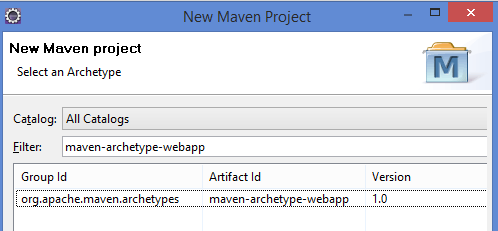 New Maven Project
New Maven project
Select an Archetype
M
Catalog: All Catalogs
Filter: maven-archetype-webapp
Group Id Artifact Id Version
org.apache.maven.archetypes maven-archetype-webapp 1.0